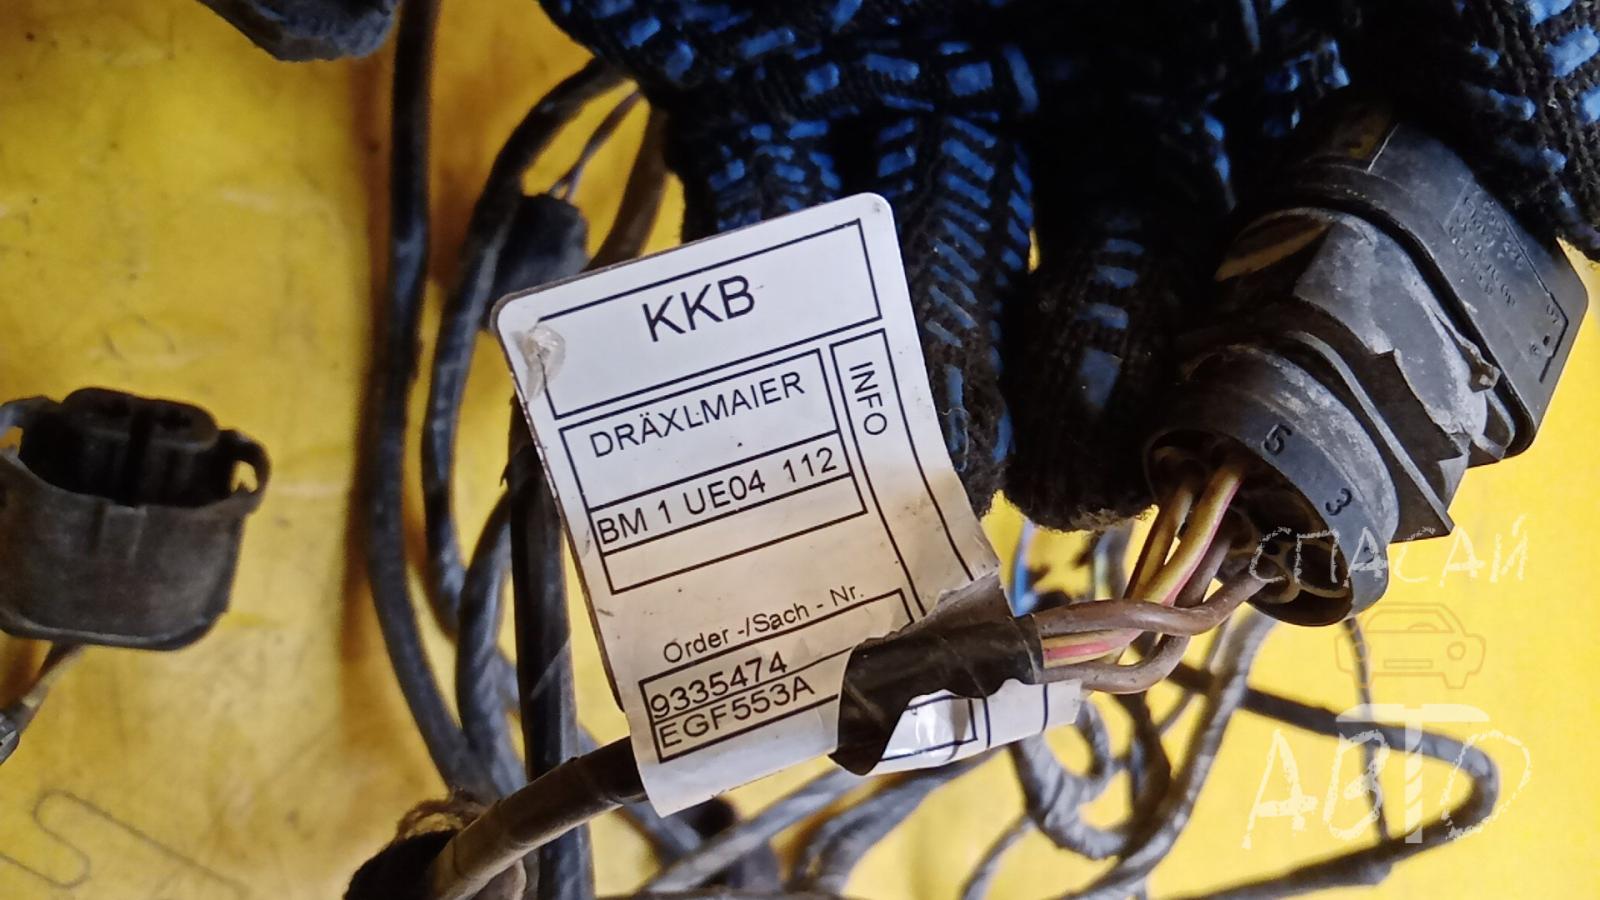 KKB
DRÄXLMAIER
INFO
BM 1 UE04 112
Order -/Sach - Nr.
9335474
EGF553A
5
3
СПАСАЙ
АВТО